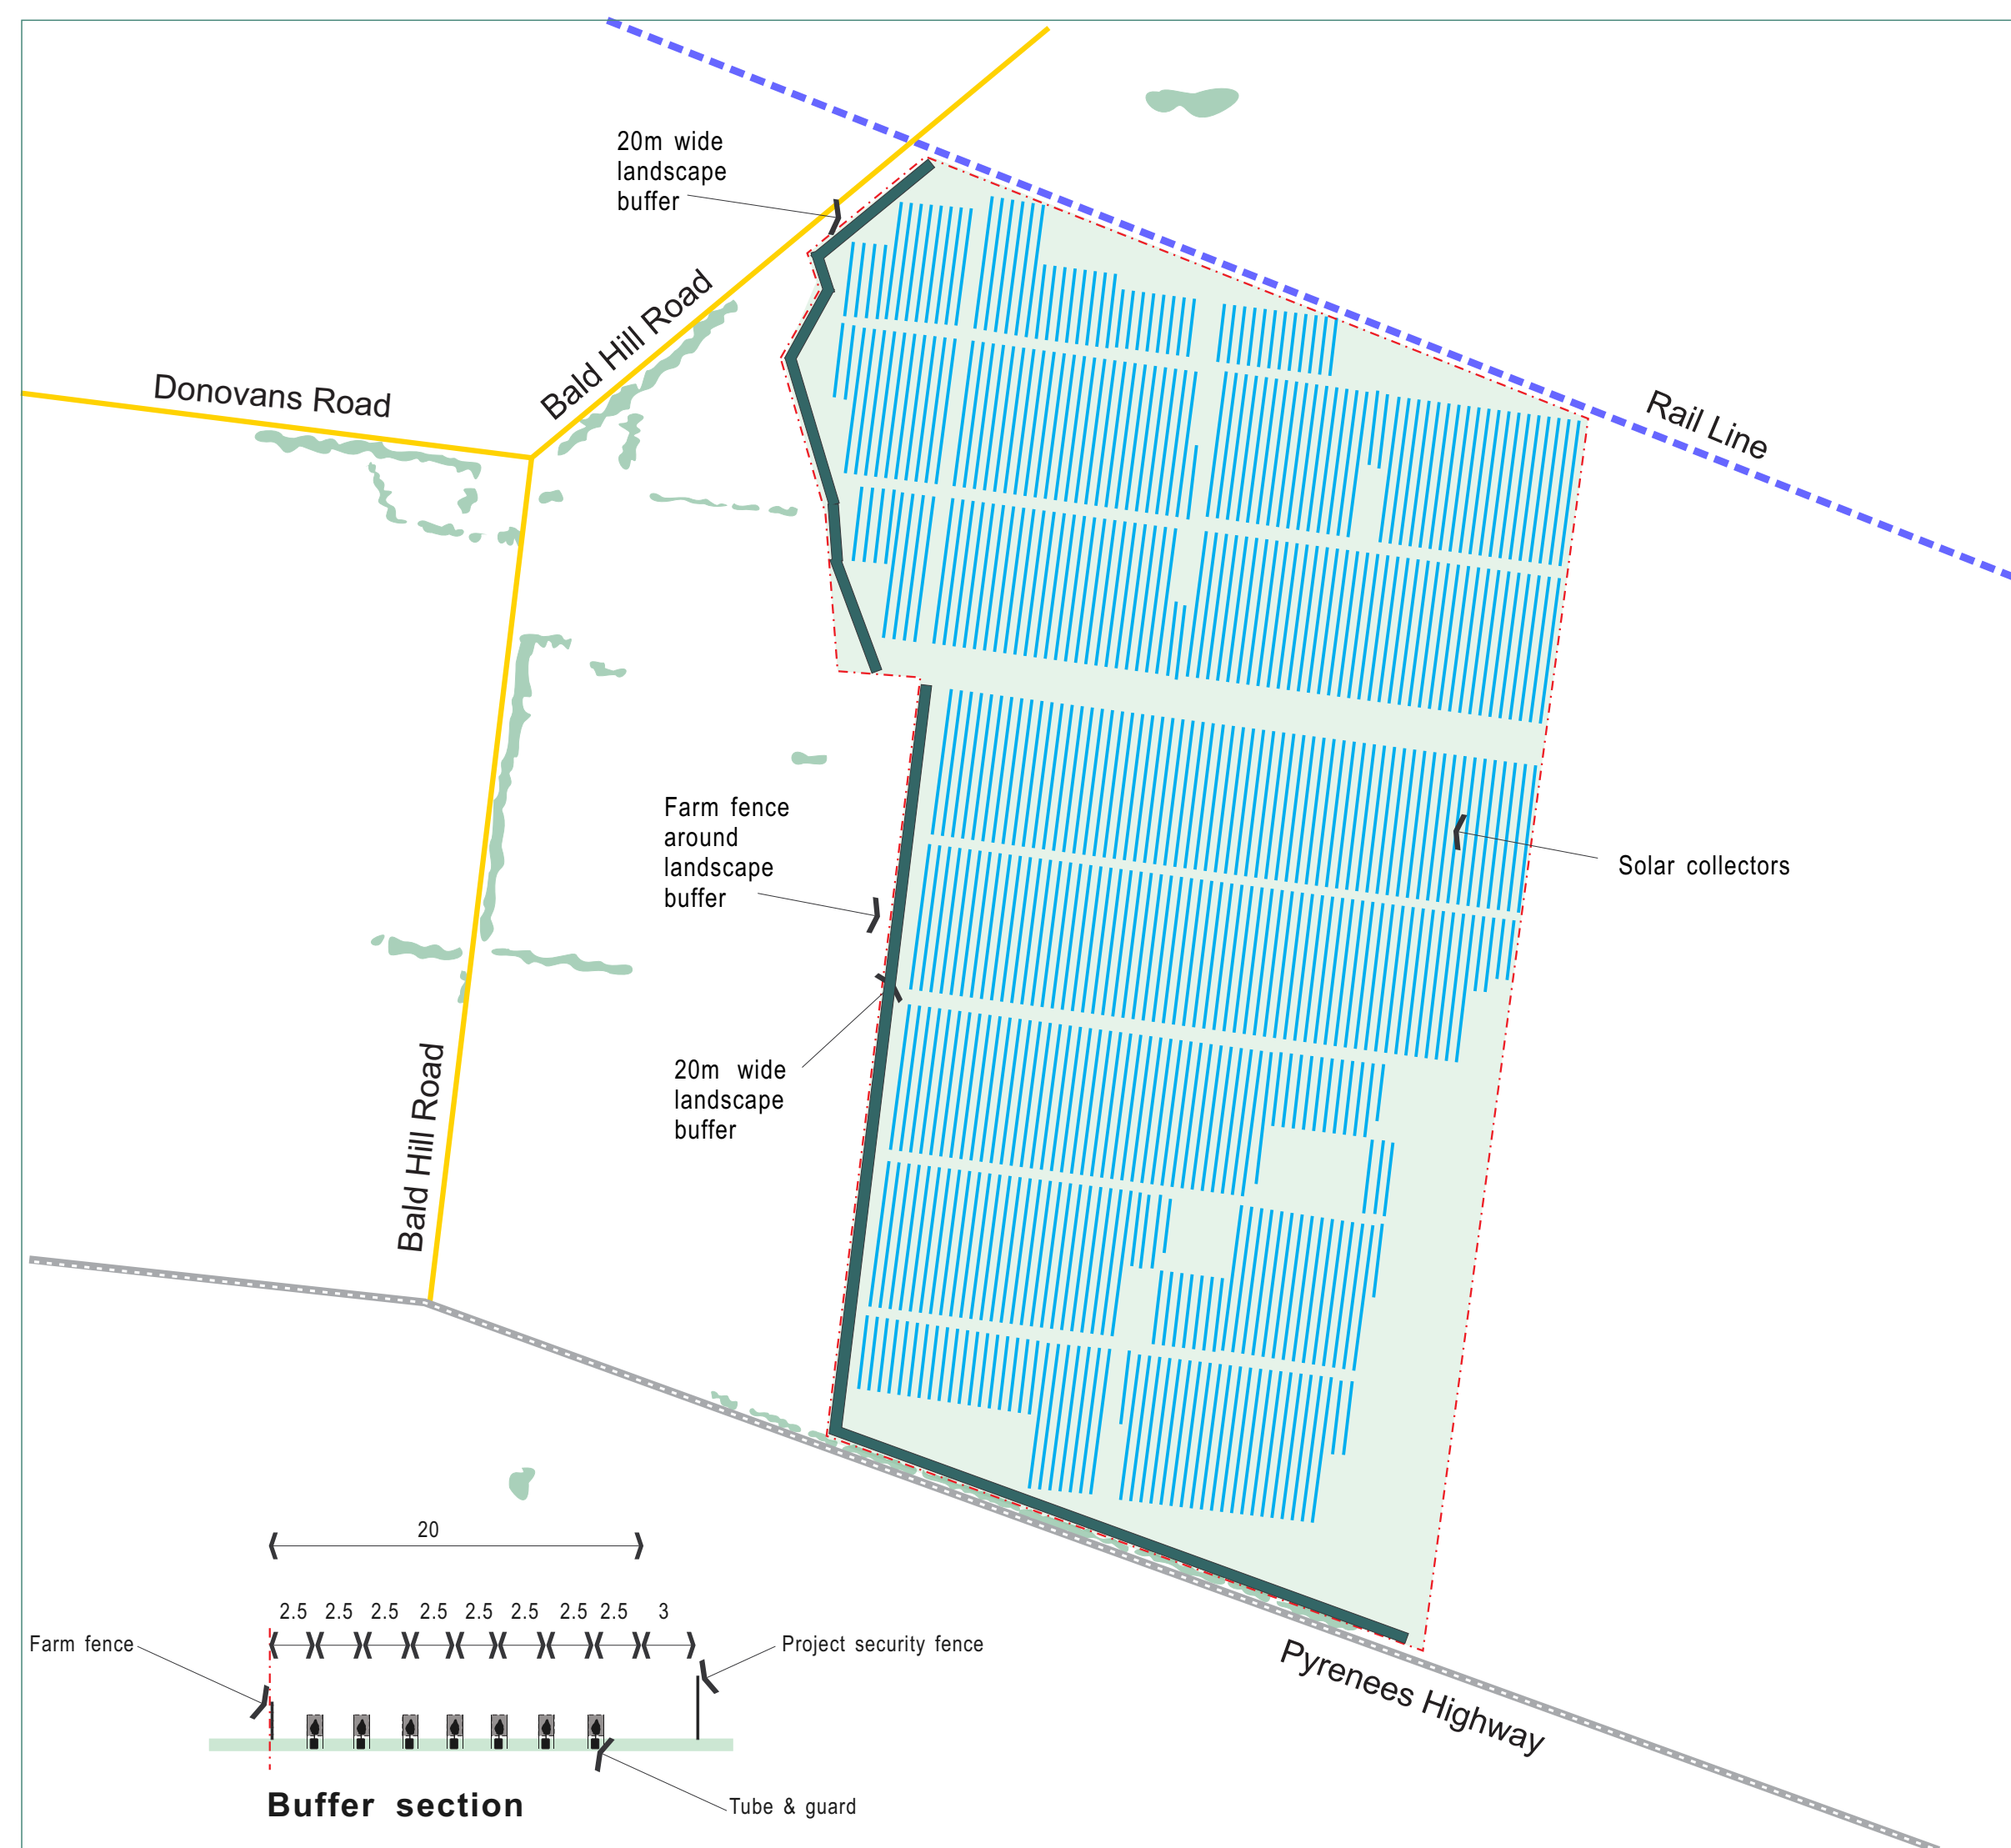 20m wide
landscape
buffer
Bald Hill Road
Donovans Road
Rail Line
Farm fence
around
landscape
buffer
Solar collectors
20m wide
landscape
buffer
Bald Hill Road
Pyrenees Highway
20
2.5 2.5 2.5 2.5 2.5 2.5 2.5 2.5 3
Farm fence
Project security fence
Tube & guard
Buffer section